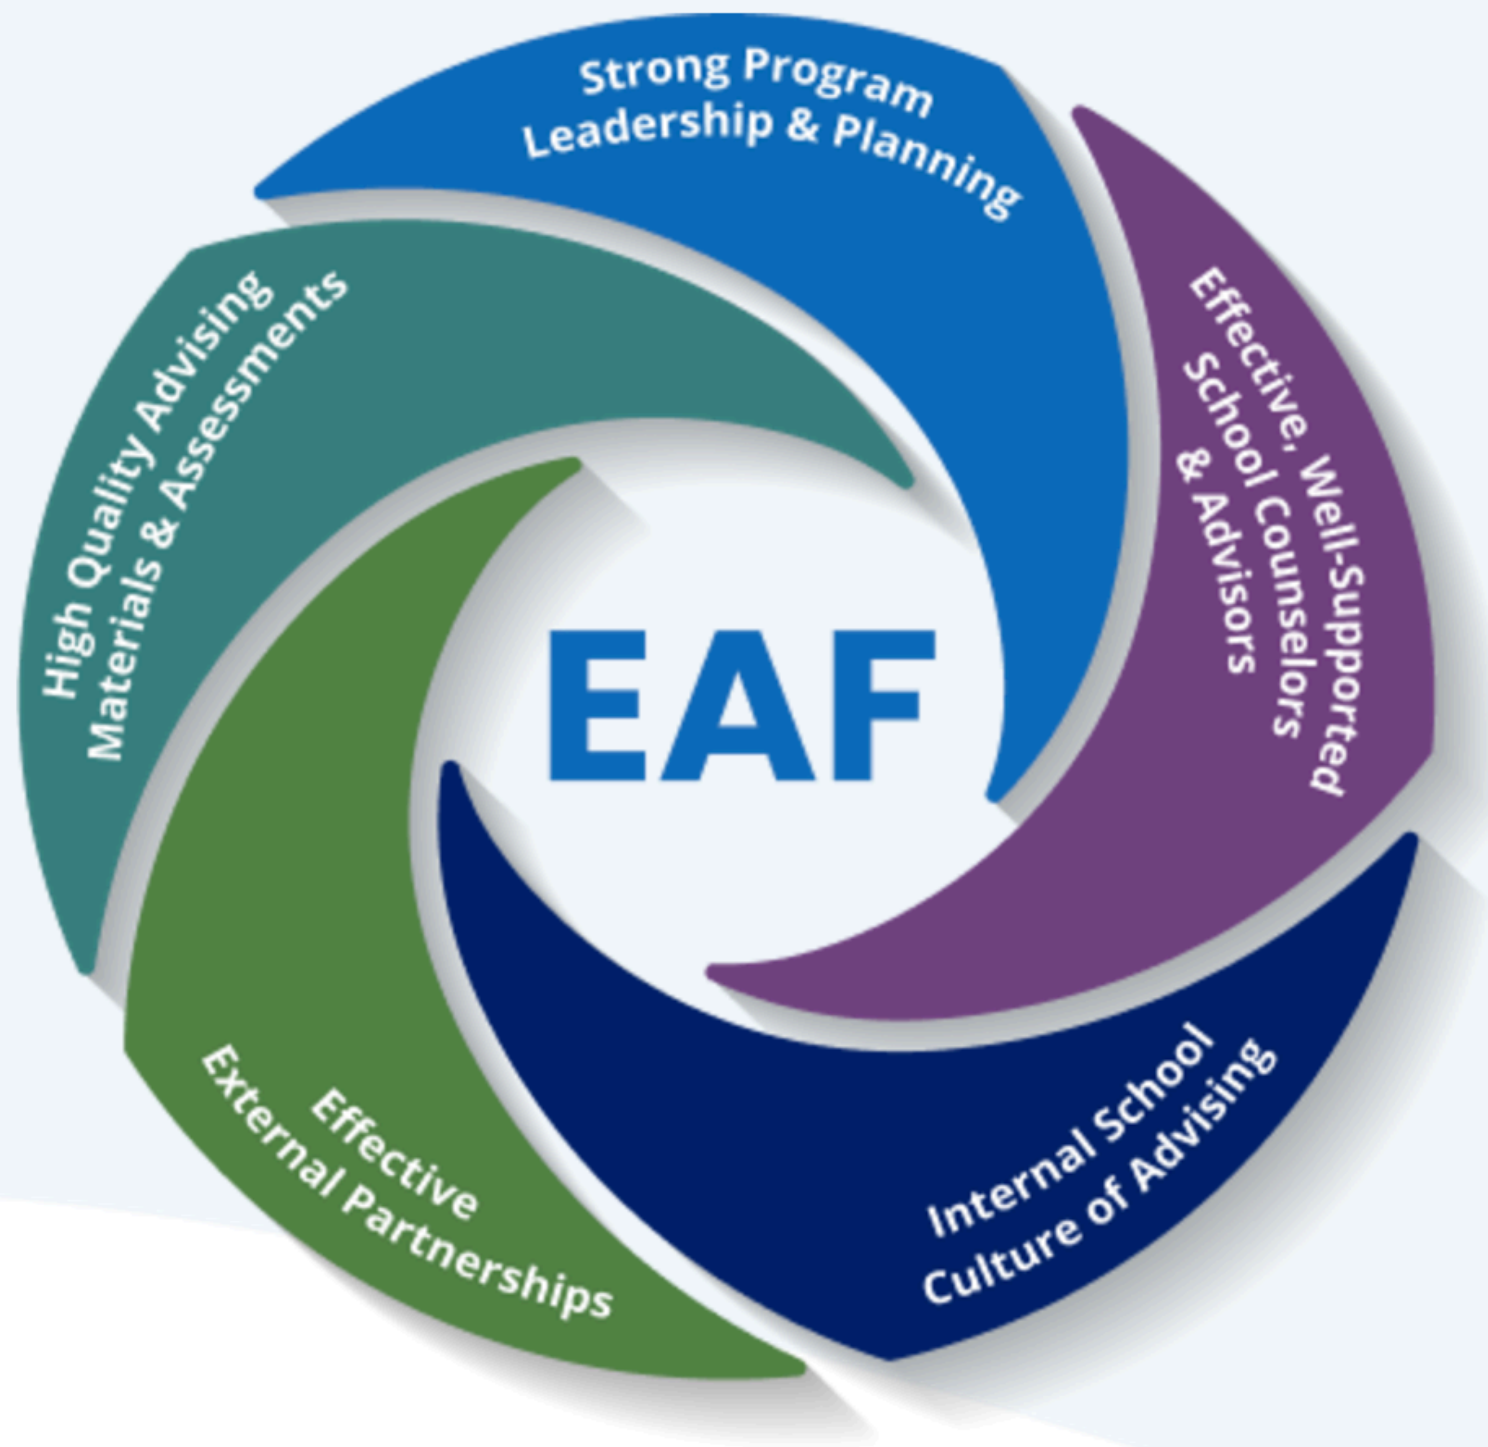 Strong Program
Leadership & Planning
Effective, Well-Supported
School Counselors
& Advisors
Internal School
Culture of Advising
Effective
External Partnerships
High Quality Advising
Materials & Assessments
EAF